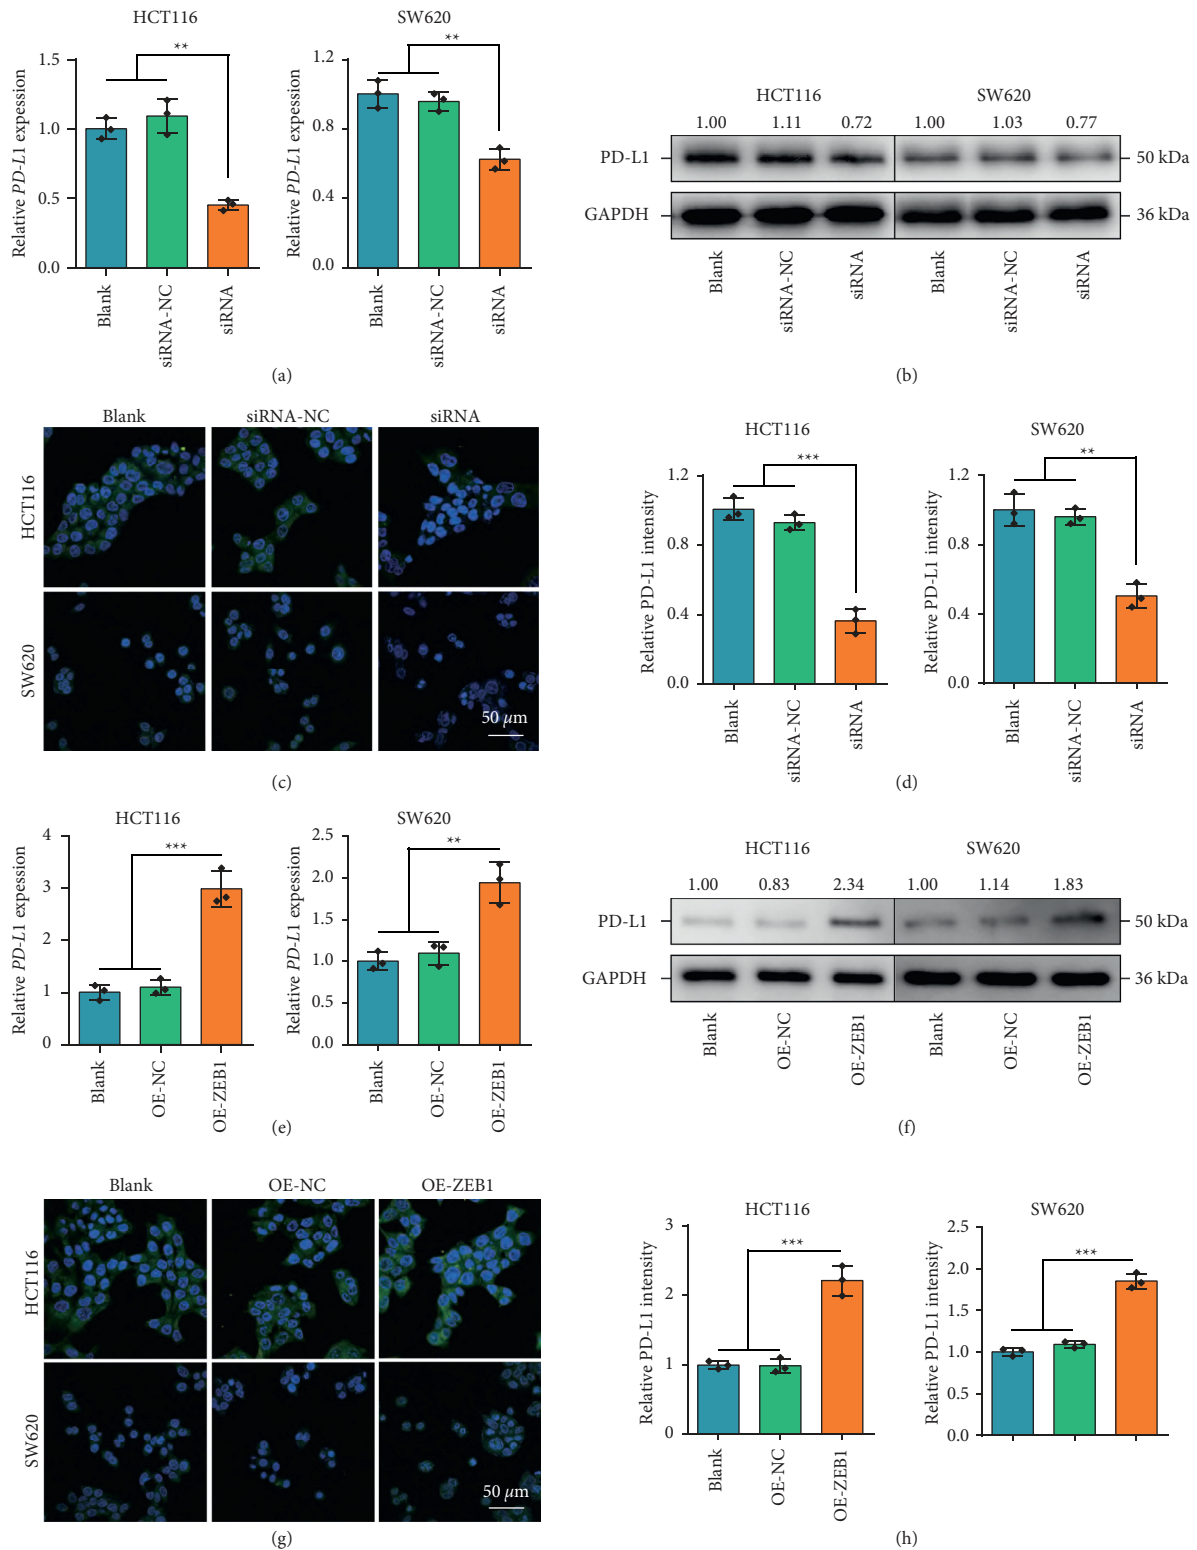 HCT116
SW620
Relative PD-L1 expession
1.5
1.0
0.5
0.0
**
Blank
siRNA-NC
siRNA
Relative PD-L1 expession
1.2
0.8
0.4
0.0
**
Blank
siRNA-NC
siRNA
(a)
HCT116
SW620
1.00 1.11 0.72 1.00 1.03 0.77
PD-L1
50 kDa
GAPDH
36 kDa
Blank
siRNA-NC
siRNA
Blank
siRNA-NC
siRNA
(b)
Blank
siRNA-NC
siRNA
HCT116
SW620
50 μm
(c)
HCT116
SW620
Relative PD-L1 intensity
1.2
0.8
0.4
0.0
***
Blank
siRNA-NC
siRNA
Relative PD-L1 intensity
1.2
0.8
0.4
0.0
**
Blank
siRNA-NC
siRNA
(d)
HCT116
SW620
Relative PD-L1 expession
4
3
2
1
0
***
Blank
OE-NC
OE-ZEB1
Relative PD-L1 expession
2.5
2.0
1.5
1.0
0.5
0.0
**
Blank
OE-NC
OE-ZEB1
(e)
HCT116
SW620
1.00 0.83 2.34 1.00 1.14 1.83
PD-L1
50 kDa
GAPDH
36 kDa
Blank
OE-NC
OE-ZEB1
Blank
OE-NC
OE-ZEB1
(f)
Blank
OE-NC
OE-ZEB1
HCT116
SW620
50 μm
(g)
HCT116
SW620
Relative PD-L1 intensity
3
2
1
0
***
Blank
OE-NC
OE-ZEB1
Relative PD-L1 intensity
2.5
2.0
1.5
1.0
0.5
0.0
***
(h)